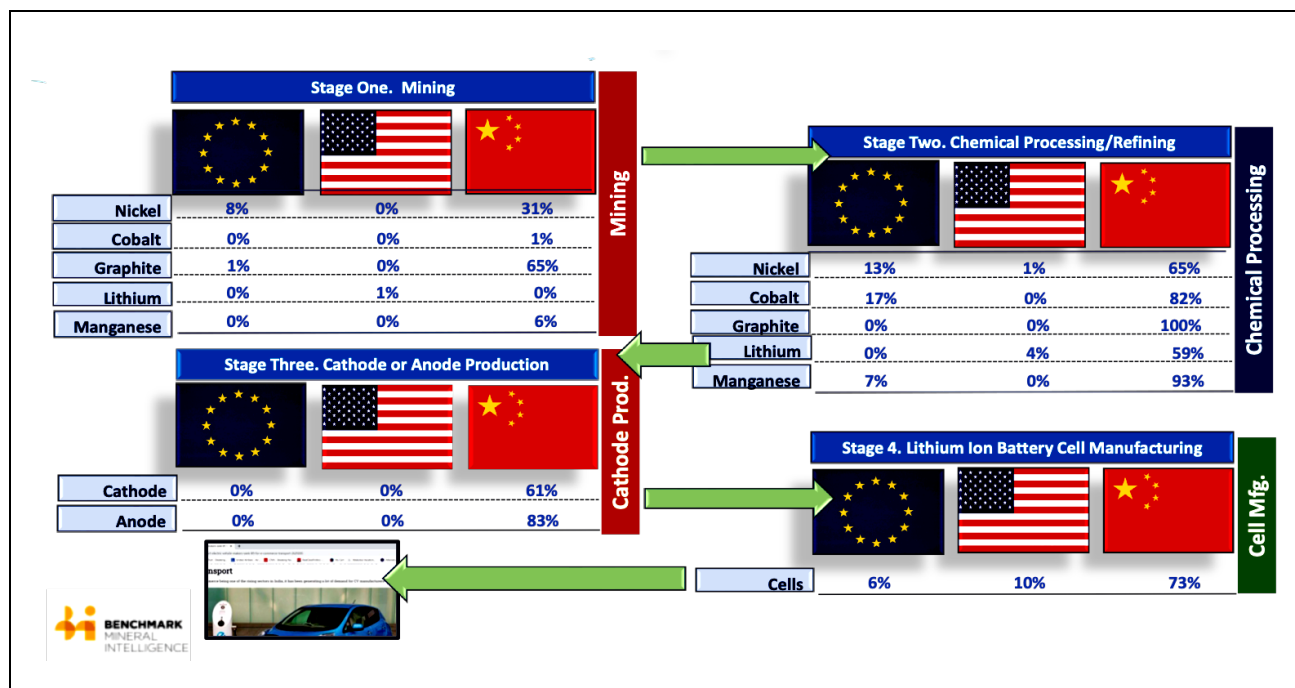 Stage One. Mining
Nickel 8% 0% 31%
Cobalt 0% 0% 1%
Graphite 1% 0% 65%
Lithium 0% 1% 0%
Manganese 0% 0% 6%
Mining
Stage Two. Chemical Processing/Refining
Nickel 13% 1% 65%
Cobalt 17% 0% 82%
Graphite 0% 0% 100%
Lithium 0% 4% 59%
Manganese 7% 0% 93%
Chemical Processing
Stage Three. Cathode or Anode Production
Cathode 0% 0% 61%
Anode 0% 0% 83%
Cathode Prod.
Stage 4. Lithium Ion Battery Cell Manufacturing
Cells 6% 10% 73%
Cell Mfg.
nsport
BENCHMARK
MINERAL
INTELLIGENCE